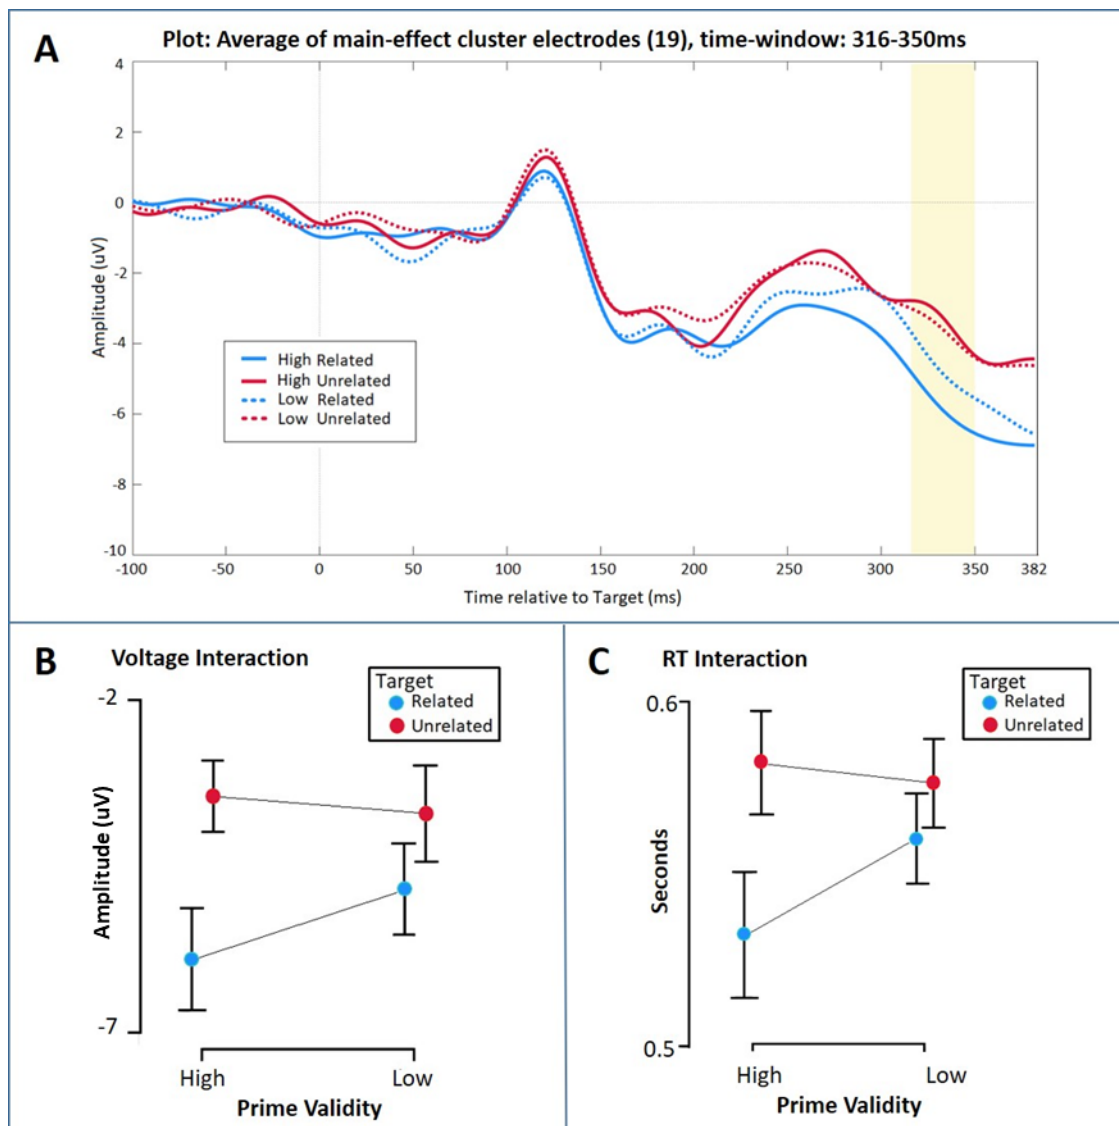 A
Plot: Average of main-effect cluster electrodes (19), time-window: 316-350ms
4
2
0
-2
-4
-6
-8
-10
Amplitude (uV)
High Related
High Unrelated
Low Related
Low Unrelated
-100
-50
0
50
100
150
200
250
300
350
382
Time relative to Target (ms)
B
Voltage Interaction
Target
Related
Unrelated
-2
-7
Amplitude (uV)
High
Low
Prime Validity
C
RT Interaction
Target
Related
Unrelated
0.6
0.5
Seconds
High
Low
Prime Validity